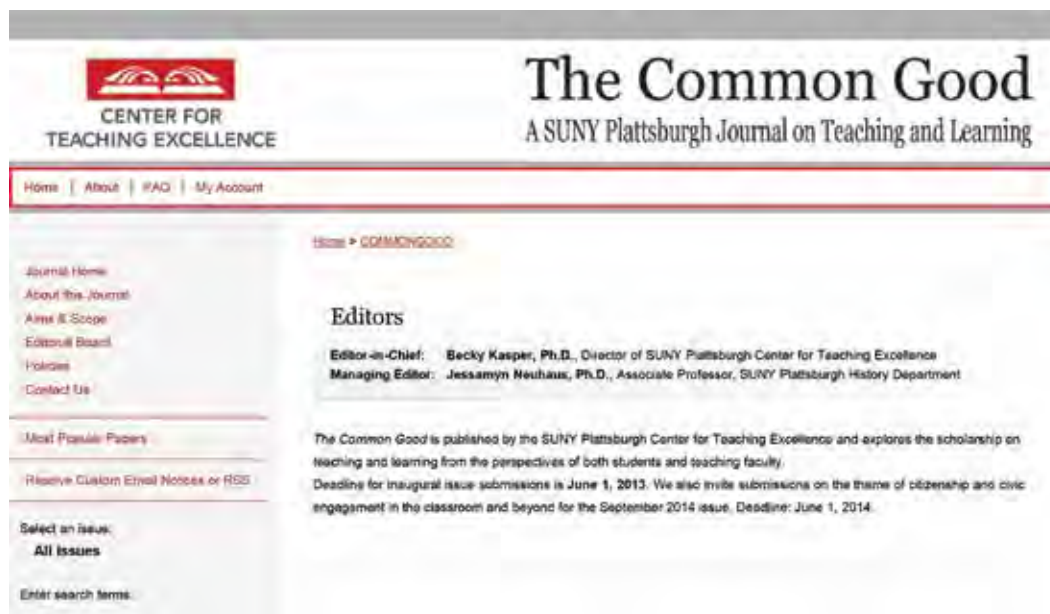 CENTER FOR
TEACHING EXCELLENCE
The Common Good
A SUNY Plattsburgh Journal on Teaching and Learning
Home | About | FAQ | My Account
Home > COMMONGOOD
Journal Home
About this Journal
Aims & Scope
Editorial Board
Policies
Contact Us
Most Popular Papers
Receive Custom Email Notices or RSS
Select an issue:
All Issues
Enter search terms:
Editors
Editor-in-Chief: Becky Kasper, Ph.D., Director of SUNY Plattsburgh Center for Teaching Excellence
Managing Editor: Jessamyn Neuhaus, Ph.D., Associate Professor, SUNY Plattsburgh History Department
The Common Good is published by the SUNY Plattsburgh Center for Teaching Excellence and explores the scholarship on
teaching and learning from the perspectives of both students and teaching faculty.
Deadline for inaugural issue submissions is June 1, 2013. We also invite submissions on the theme of citizenship and civic
engagement in the classroom and beyond for the September 2014 issue. Deadline: June 1, 2014.